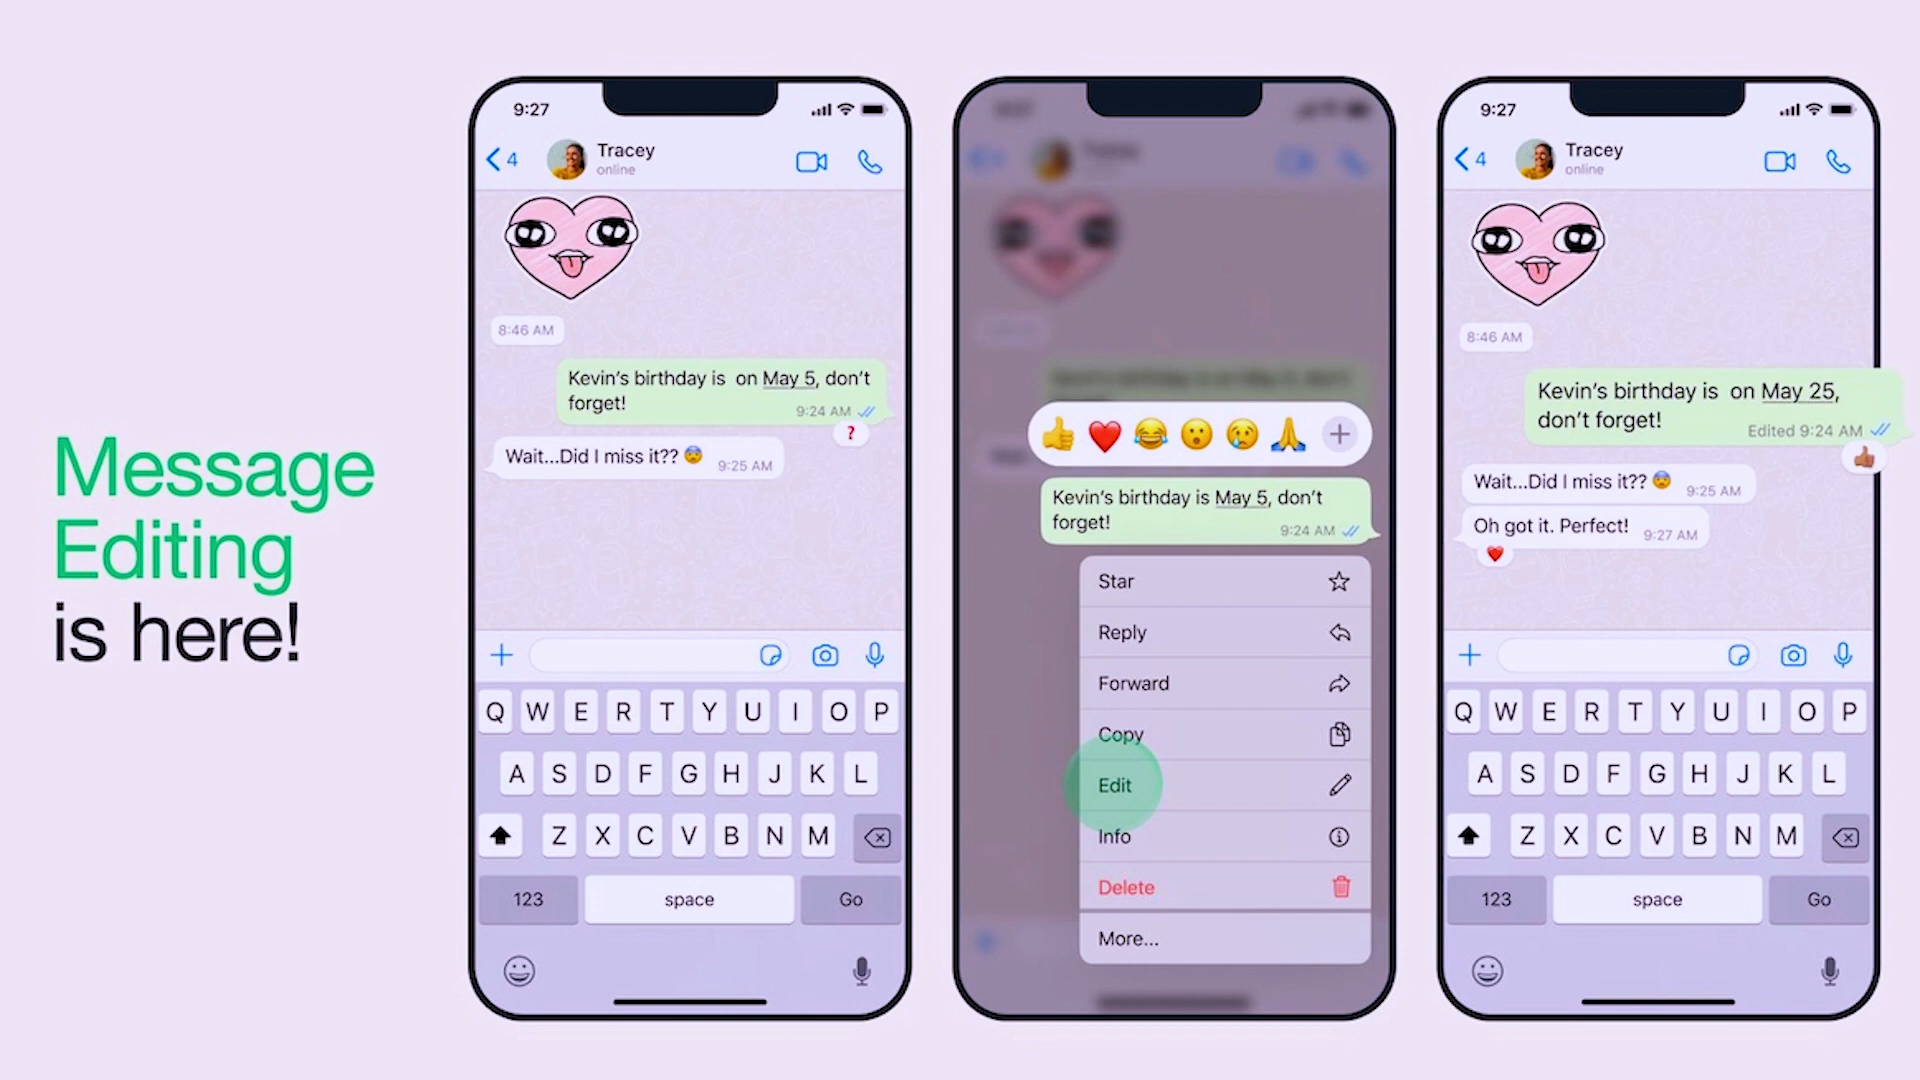 Message
Editing
is here!
9:27
4
Tracey
online
8:46 AM
Kevin's birthday is  on May 5, don't
forget!
9:24 AM
?
Wait...Did I miss it?? 😨
9:25 AM
Q W E R T Y U I O P
A S D F G H J K L
Z X C V B N M
123 space Go
👍 ❤️ 😂 😮 😢 🙏 +
Kevin's birthday is May 5, don't
forget!
9:24 AM
Star
Reply
Forward
Copy
Edit
Info
Delete
More...
9:27
4
Tracey
online
8:46 AM
Kevin's birthday is  on May 25,
don't forget!
Edited 9:24 AM
Wait...Did I miss it?? 😨
9:25 AM
Oh got it. Perfect!
9:27 AM
Q W E R T Y U I O P
A S D F G H J K L
Z X C V B N M
123 space Go